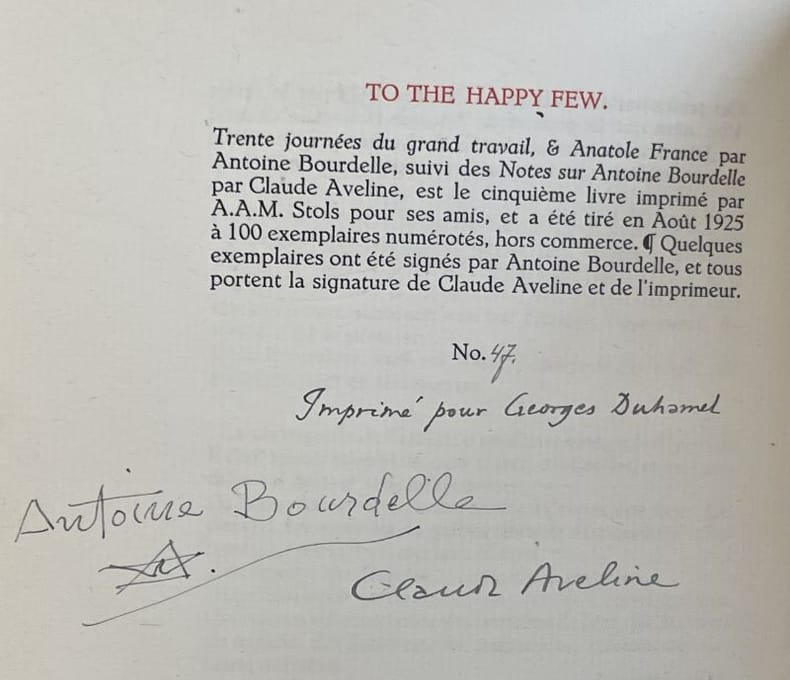 TO THE HAPPY FEW.
Trente journées du grand travail, & Anatole France par
Antoine Bourdelle, suivi des Notes sur Antoine Bourdelle
par Claude Aveline, est le cinquième livre imprimé par
A.A.M. Stols pour ses amis, et a été tiré en Août 1925
à 100 exemplaires numérotés, hors commerce. ¶ Quelques
exemplaires ont été signés par Antoine Bourdelle, et tous
portent la signature de Claude Aveline et de l'imprimeur.
No. 47.
Imprimé pour Georges Duhamel
Antoine Bourdelle
Claude Aveline